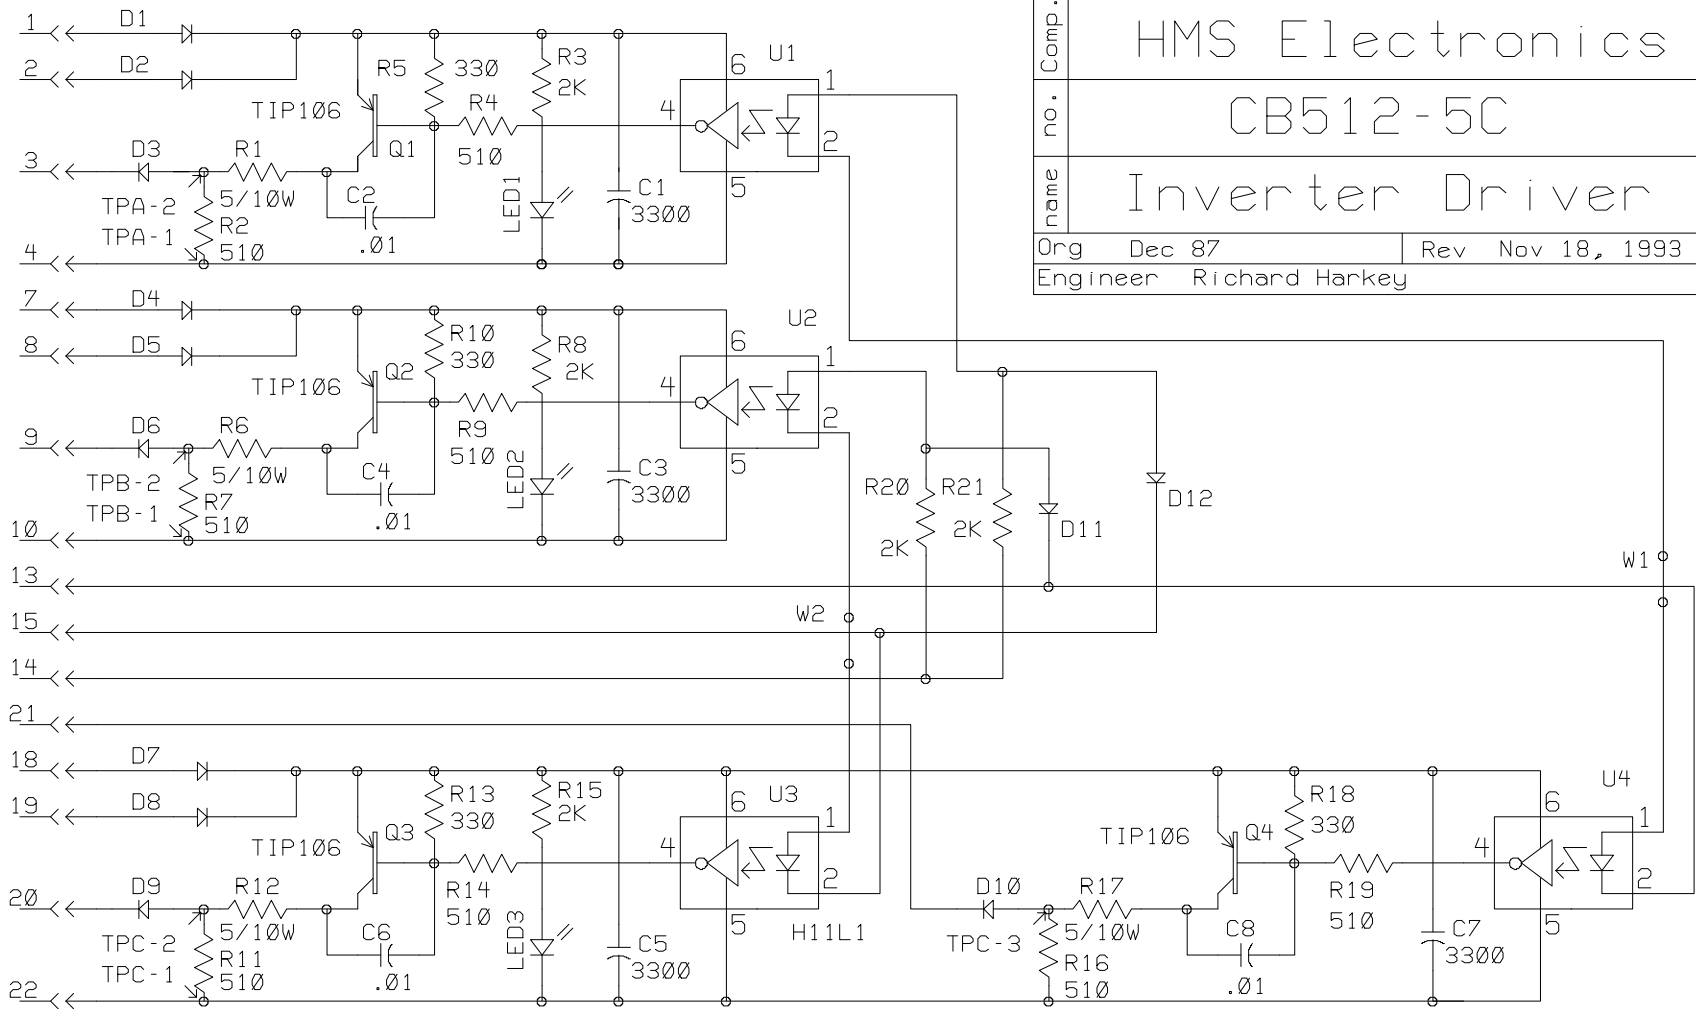 Comp. HMS Electronics
no. CB512-5C
name Inverter Driver
Org Dec 87 Rev Nov 18, 1993
Engineer Richard Harkey
1 D1
2 D2
TIP106
R5 330
R4
510
R3
2K
U1
6
4
1
2
5
Q1
3 D3 R1
5/10W
C2
.01
LED1
C1
3300
TPA-2
TPA-1
R2
510
4
7 D4
8 D5
TIP106
Q2
R10
330
R8
2K
U2
6
4
1
2
5
R9
510
9 D6 R6
5/10W
C4
.01
LED2
C3
3300
TPB-2
TPB-1
R7
510
10
R20 R21
2K
2K
D11
D12
W1
13
W2
15
14
21
18 D7
19 D8
TIP106
Q3
R13
330
R15
2K
U3
6
4
1
2
5
R14
510
20 D9 R12
5/10W
C6
.01
LED3
C5
3300
H11L1
TPC-2
TPC-1
R11
510
22
TIP106
Q4
R18
330
U4
6
4
1
2
5
R19
510
D10 R17
5/10W
TPC-3
R16
510
C8
.01
C7
3300